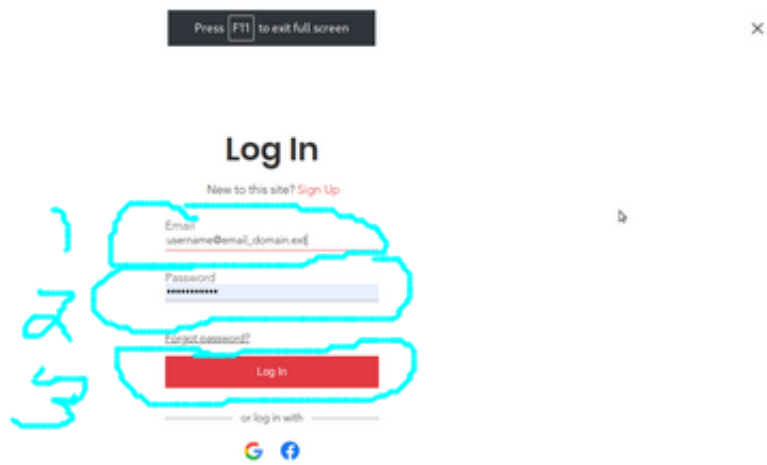 Press F11 to exit full screen
Log In
New to this site? Sign Up
1
Email
username@email_domain.ext
2
Password
••••••••••••
Forgot password?
3
Log In
or log in with